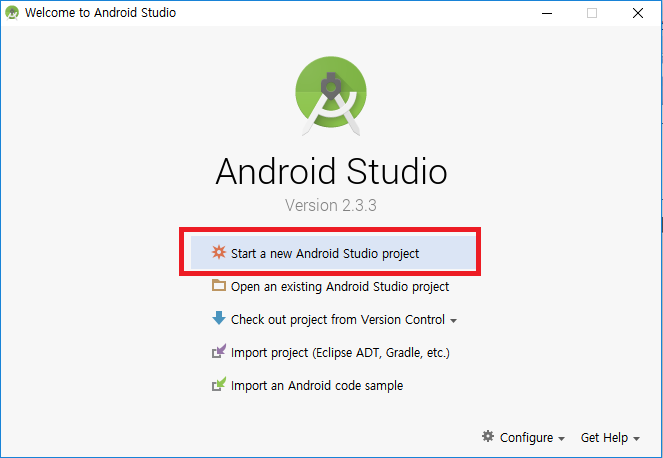 Welcome to Android Studio
Android Studio
Version 2.3.3
Start a new Android Studio project
Open an existing Android Studio project
Check out project from Version Control
Import project (Eclipse ADT, Gradle, etc.)
Import an Android code sample
Configure Get Help